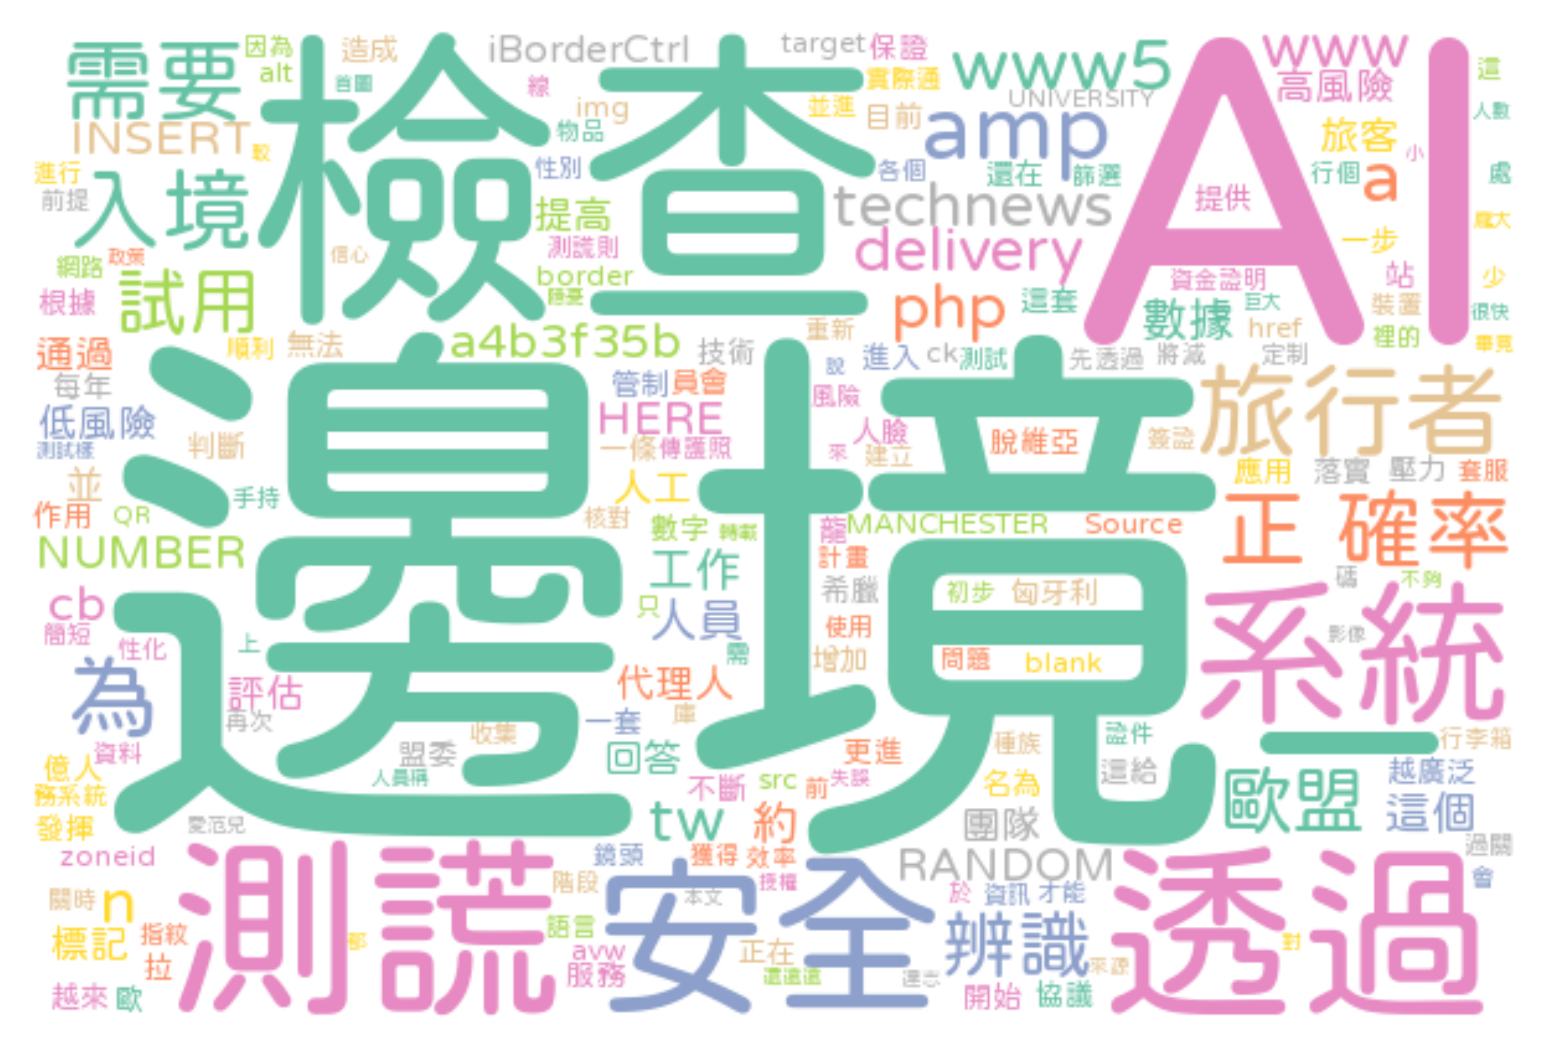 需要 因為 造成 iBorderCtrl target 保證 www5 AI www 這
alt 首圖 線 實際通 高風險
INSERT 較 img 物品 並進 目前 UNIVERSITY amp 旅客 人數
進行 入境 檢查 性別 各個 還在 篩選 a 行個 小 處
前提 提高 technews 提供 龐大
網路 政策 信心 測謊則 delivery 一步
根據 試用 border php 這套 資金證明 站 少
數據 巨大 裝置 很快
通過 順利 無法 a4b3f35b 技術 重新 說 進入 ck 測試 先透過 將減 href 定制 裡的 畢竟
每年 管制 員會 風險 旅行者
低風險 判斷 HERE 人臉 脫維亞 簽證
測試樣 一條 傳護照 來 建立 應用 落實 壓力 套服
並 手持 人工
作用 QR 核對 數字 轉載 龍 MANCHESTER Source 正確率
NUMBER 邊境 工作 計畫
cb 只 人員 希臘 初步 匈牙利 碼 不夠
簡短 性化 上 需 使用 影像 系統
為 評估 代理人 增加 問題 blank
再次 一套 庫
資料 盟委 收集 回答 更進 種族 證件 一 行李箱
億人 人員稱 不斷 src 前 失誤 名為 這給 歐盟 越廣泛
務系統 這個
發揮 愛范兒 tw 約 團隊
zoneid 測謊 鏡頭 獲得 效率 RANDOM 透過 過關
關時 n 階段 安全 本文 授權 於 資訊 才能 會
標記 指紋 都 語言 辨識 對
拉 avw 正在 來源
越來 歐 服務 遠遠 達志 開始 協議